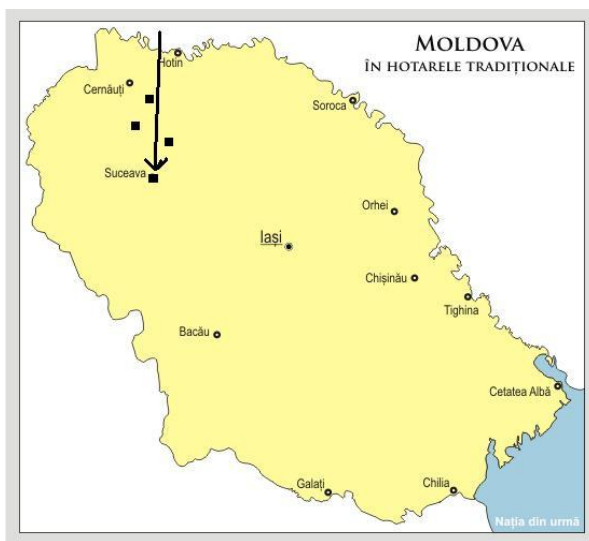 MOLDOVA
ÎN HOTARELE TRADIȚIONALE
Hotin
Cernăuți
Soroca
Suceava
Orhei
Iași
Chișinău
Tighina
Bacău
Cetatea Albă
Galați
Chilia
Nația din urmă